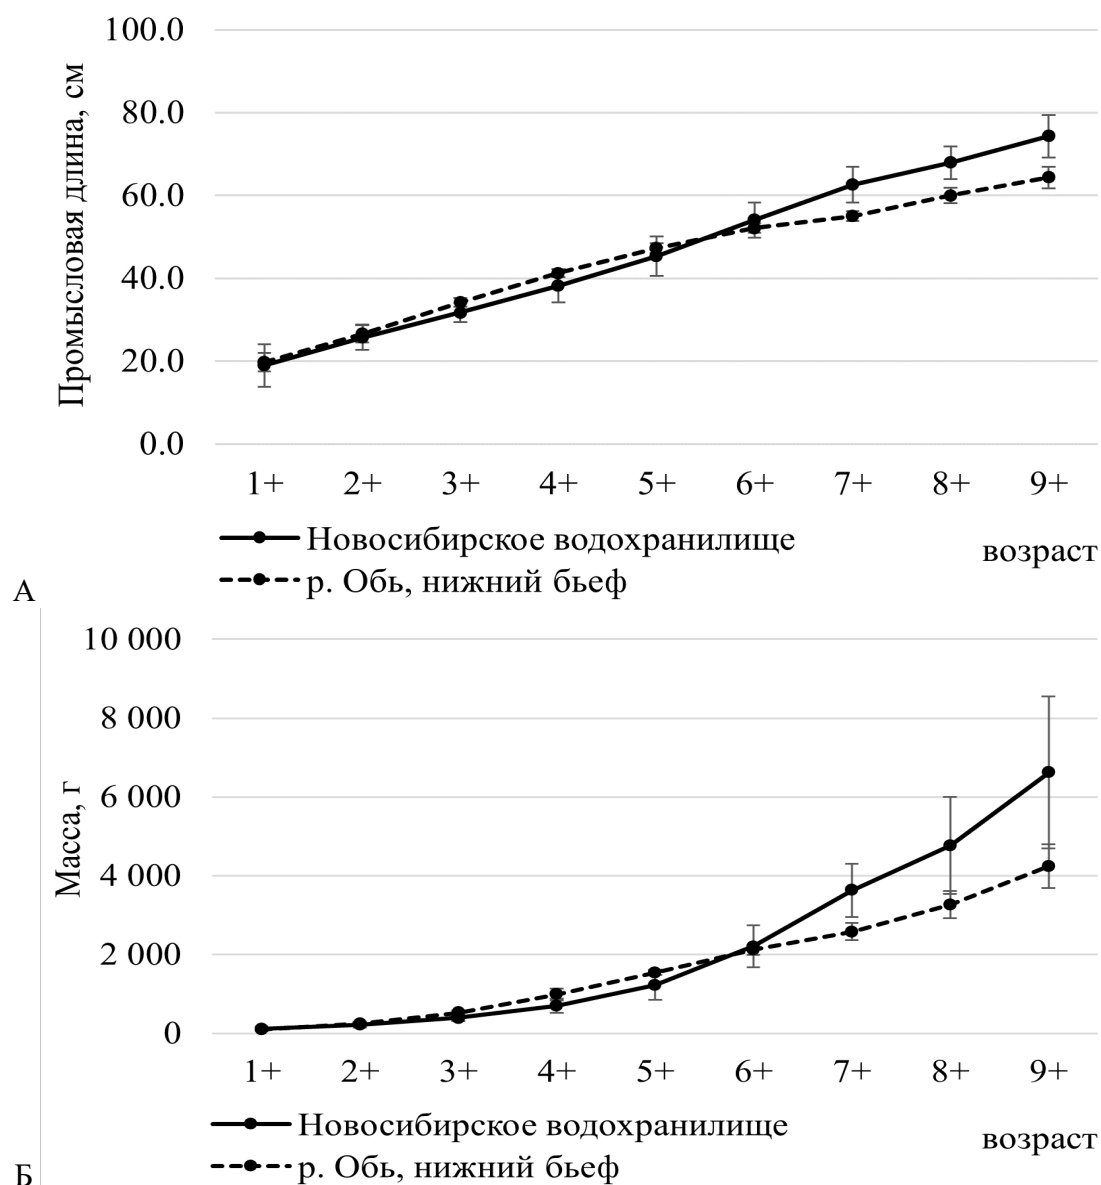 100.0
80.0
60.0
40.0
20.0
0.0
Промысловая длина, см
1+ 2+ 3+ 4+ 5+ 6+ 7+ 8+ 9+
Новосибирское водохранилище
возраст
р. Обь, нижний бьеф
А
10 000
8 000
6 000
4 000
2 000
0
Масса, г
1+ 2+ 3+ 4+ 5+ 6+ 7+ 8+ 9+
Новосибирское водохранилище
возраст
р. Обь, нижний бьеф
Б